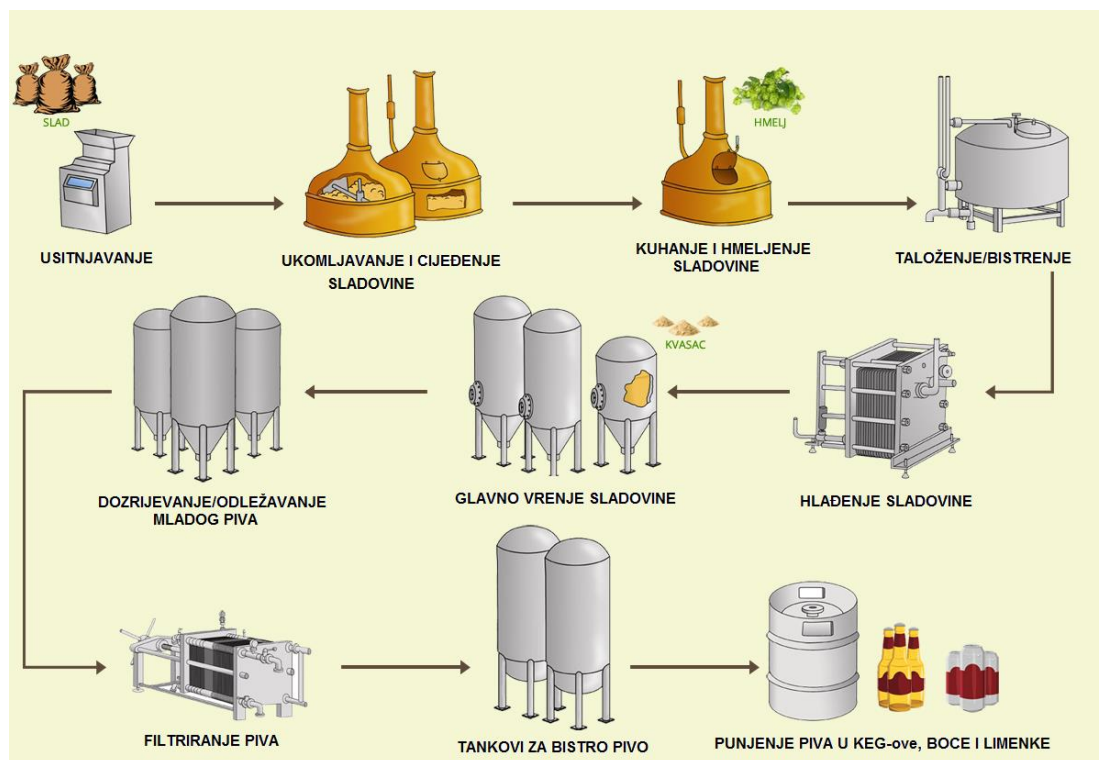 SLAD
USITNJAVANJE
UKOMLJAVANJE I CIJEĐENJE
SLADOVINE
HMELJ
KUHANJE I HMELJENJE
SLADOVINE
TALOŽENJE/BISTRENJE
HLAĐENJE SLADOVINE
KVASAC
GLAVNO VRENJE SLADOVINE
DOZRIJEVANJE/ODLEŽAVANJE
MLADOG PIVA
FILTRIRANJE PIVA
TANKOVI ZA BISTRO PIVO
PUNJENJE PIVA U KEG-ove, BOCE I LIMENKE